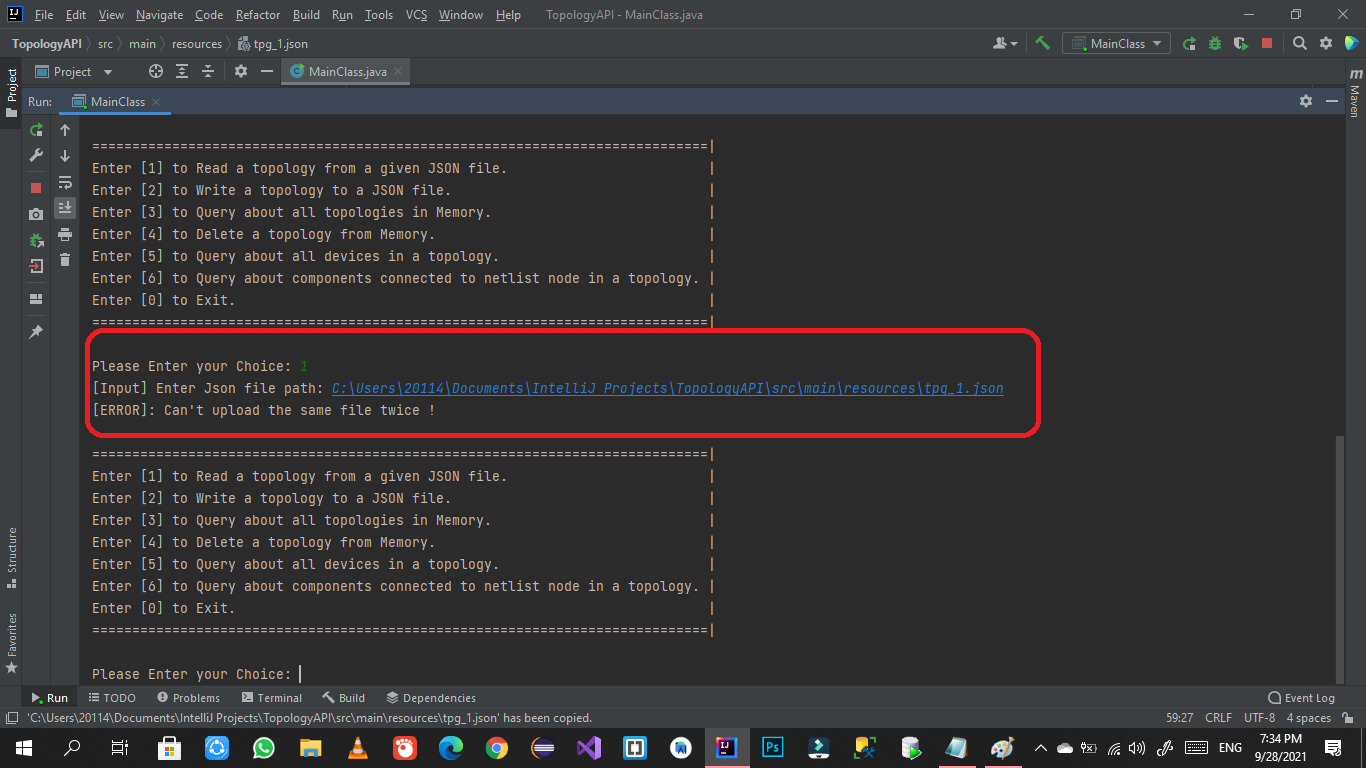 File Edit View Navigate Code Refactor Build Run Tools VCS Window Help TopologyAPI - MainClass.java
TopologyAPI src main resources tpg_1.json MainClass
Project MainClass.java
Run: MainClass
=============================================================================|
Enter [1] to Read a topology from a given JSON file. |
Enter [2] to Write a topology to a JSON file. |
Enter [3] to Query about all topologies in Memory. |
Enter [4] to Delete a topology from Memory. |
Enter [5] to Query about all devices in a topology. |
Enter [6] to Query about components connected to netlist node in a topology. |
Enter [0] to Exit. |
=============================================================================|
Please Enter your Choice: 1
[Input] Enter Json file path: C:\Users\20114\Documents\IntelliJ Projects\TopologyAPI\src\main\resources\tpg_1.json
[ERROR]: Can't upload the same file twice !
=============================================================================|
Enter [1] to Read a topology from a given JSON file. |
Enter [2] to Write a topology to a JSON file. |
Enter [3] to Query about all topologies in Memory. |
Enter [4] to Delete a topology from Memory. |
Enter [5] to Query about all devices in a topology. |
Enter [6] to Query about components connected to netlist node in a topology. |
Enter [0] to Exit. |
=============================================================================|
Please Enter your Choice:
Project
Structure
Favorites
m
Maven
Run TODO Problems Terminal Build Dependencies Event Log
'C:\Users\20114\Documents\IntelliJ Projects\TopologyAPI\src\main\resources\tpg_1.json' has been copied. 59:27 CRLF UTF-8 4 spaces
ENG 7:34 PM
9/28/2021